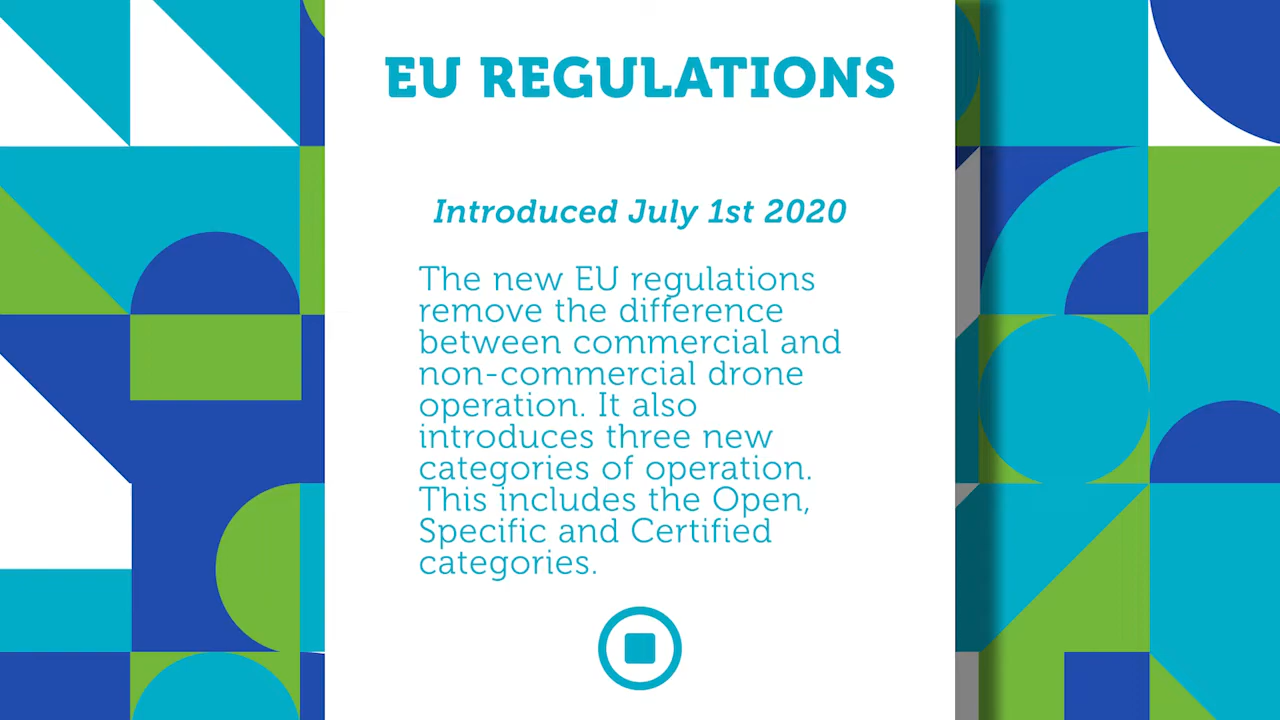 EU REGULATIONS
Introduced July 1st 2020
The new EU regulations
remove the difference
between commercial and
non-commercial drone
operation. It also
introduces three new
categories of operation.
This includes the Open,
Specific and Certified
categories.